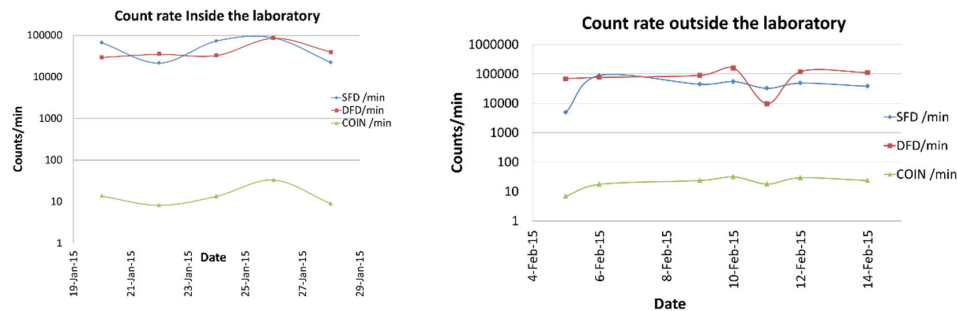 Count rate Inside the laboratory
100000
10000
1000
100
10
1
Counts/min
SFD /min
DFD/min
COIN /min
19-Jan-15
21-Jan-15
23-Jan-15
25-Jan-15
27-Jan-15
29-Jan-15
Date
Count rate outside the laboratory
1000000
100000
10000
1000
100
10
1
Counts/min
SFD /min
DFD/min
COIN /min
4-Feb-15
6-Feb-15
8-Feb-15
10-Feb-15
12-Feb-15
14-Feb-15
Date